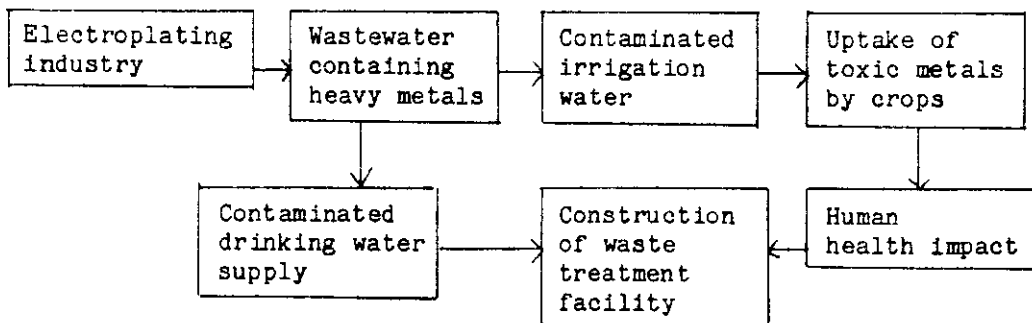 Electroplating
industry
Wastewater
containing
heavy metals
Contaminated
irrigation
water
Uptake of
toxic metals
by crops
Contaminated
drinking water
supply
Construction
of waste
treatment
facility
Human
health impact